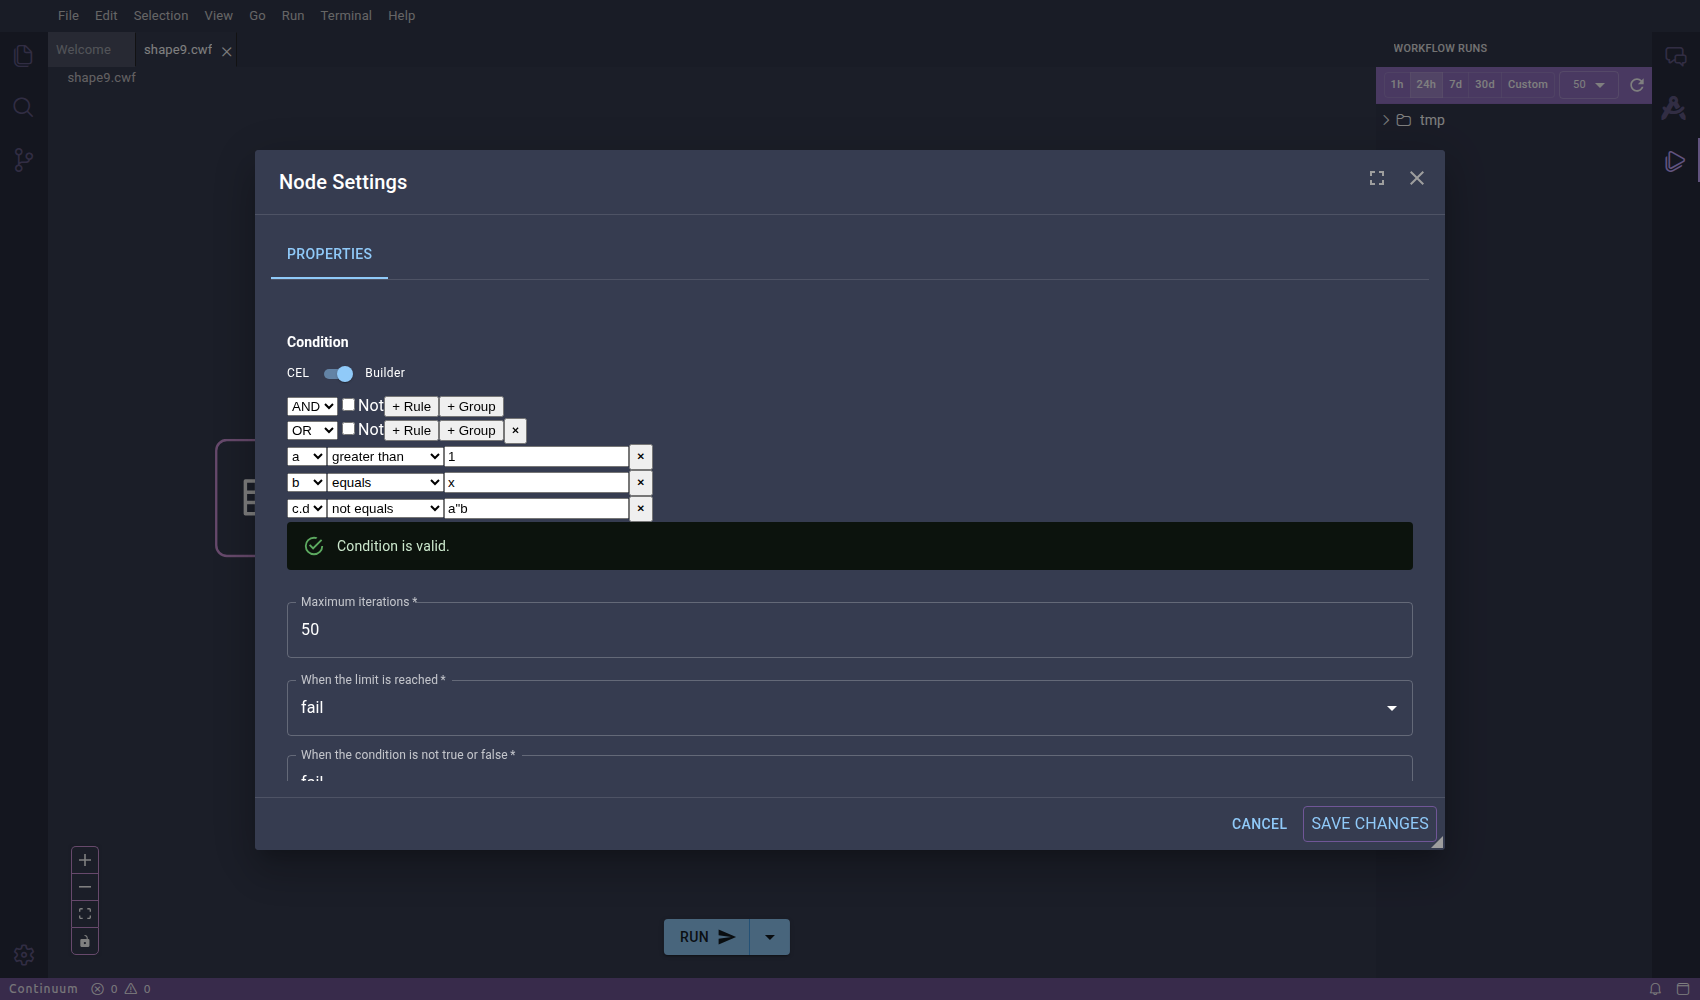 File Edit Selection View Go Run Terminal Help
Welcome shape9.cwf
WORKFLOW RUNS
shape9.cwf
1h 24h 7d 30d Custom 50
tmp
Node Settings
PROPERTIES
Condition
CEL Builder
AND Not + Rule + Group
OR Not + Rule + Group ×
a greater than 1 ×
b equals x ×
c.d not equals a"b ×
Condition is valid.
Maximum iterations *
50
When the limit is reached *
fail
When the condition is not true or false *
fail
CANCEL SAVE CHANGES
RUN
Continuum 0 0